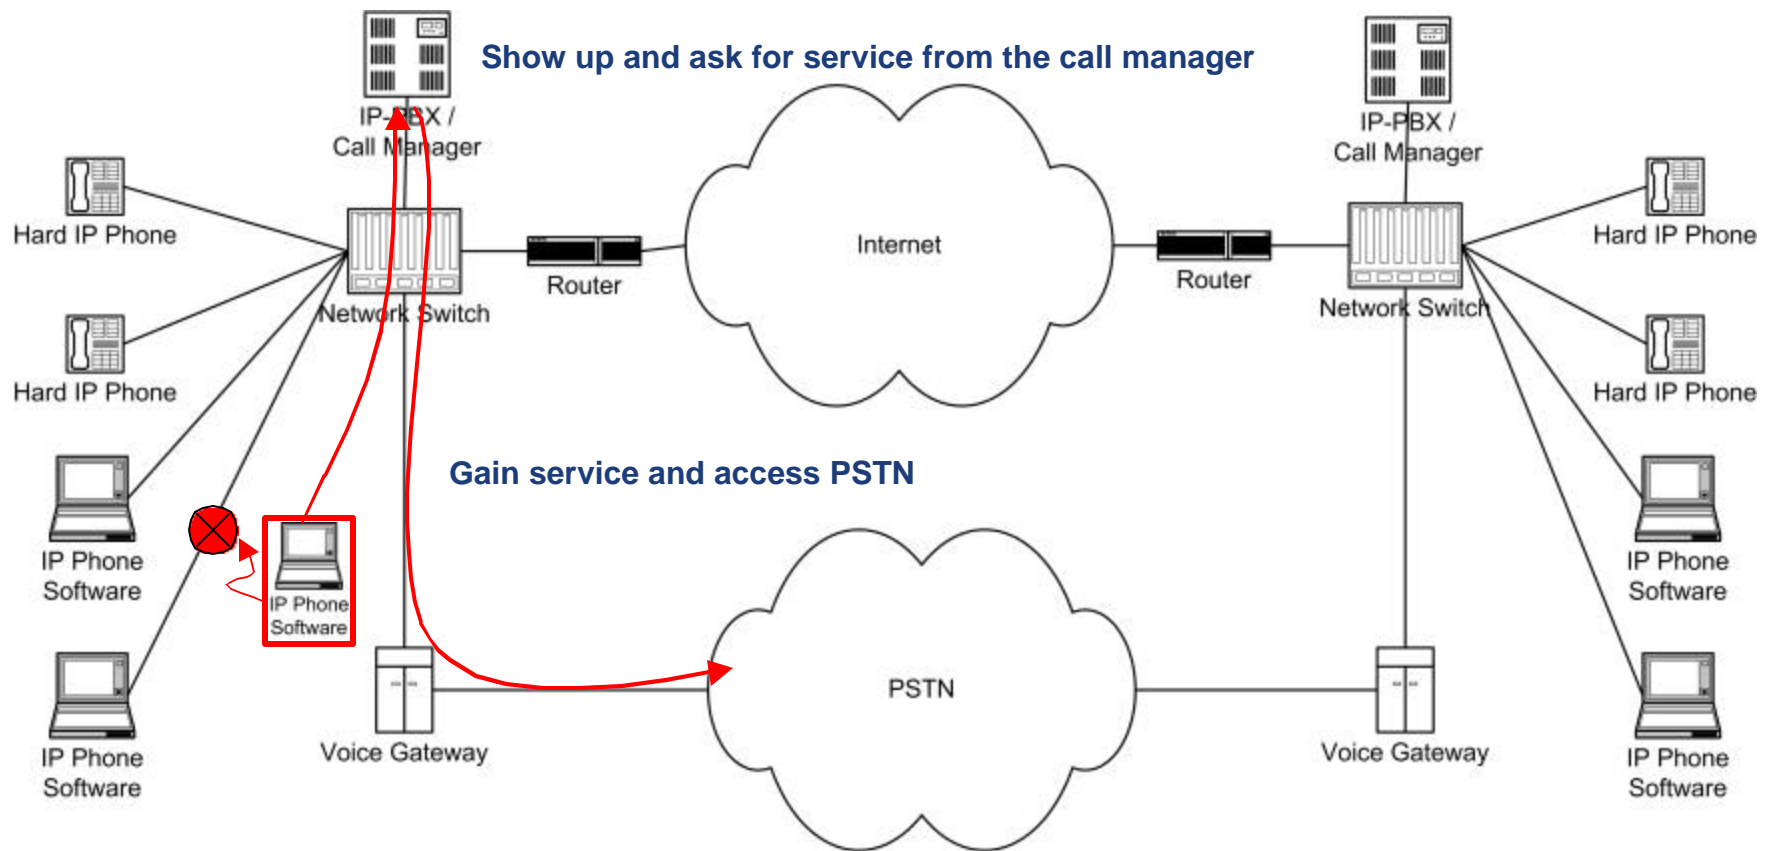 Show up and ask for service from the call manager
IP-PBX /
Call Manager
IP-PBX /
Call Manager
Hard IP Phone
Network Switch
Router
Internet
Router
Network Switch
Hard IP Phone
Hard IP Phone
Hard IP Phone
Gain service and access PSTN
IP Phone
Software
IP Phone
Software
IP Phone
Software
PSTN
Voice Gateway
Voice Gateway
IP Phone
Software
IP Phone
Software